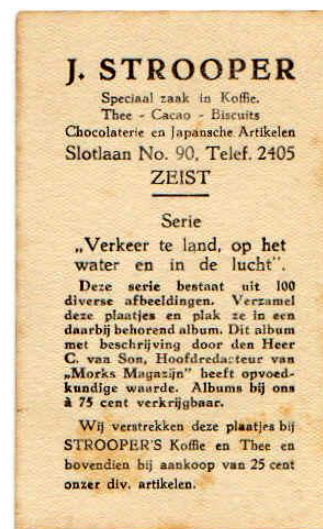 J. STROOPER
Speciaal zaak in Koffie.
Thee - Cacao - Biscuits
Chocolaterie en Japansche Artikelen
Slotlaan No. 90, Telef. 2405
ZEIST
Serie
„Verkeer te land, op het
water en in de lucht”.
Deze serie bestaat uit 100
diverse afbeeldingen. Verzamel
deze plaatjes en plak ze in een
daarbij behorend album. Dit album
met beschrijving door den Heer
C. van Son, Hoofdredacteur van
„Morks Magazijn” heeft opvoed-
kundige waarde. Albums bij ons
à 75 cent verkrijgbaar.
Wij verstrekken deze plaatjes bij
STROOPER'S Koffie en Thee en
bovendien bij aankoop van 25 cent
onzer div. artikelen.